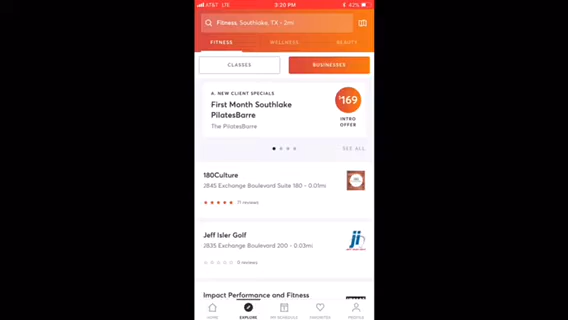 AT&T LTE
3:20 PM
42%
Fitness, Southlake, TX - 2mi
FITNESS
WELLNESS
BEAUTY
CLASSES
BUSINESSES
NEW CLIENT SPECIALS
First Month Southlake
PilatesBarre
The PilatesBarre
$169
INTRO
OFFER
SEE ALL
180Culture
Exchange Boulevard Suite 180 - 0.01mi
reviews
Jeff Isler Golf
Exchange Boulevard 200 - 0.03mi
0 reviews
Impact Performance and Fitness
HOME
EXPLORE
MY SCHEDULE
FAVORITES
PROFILE